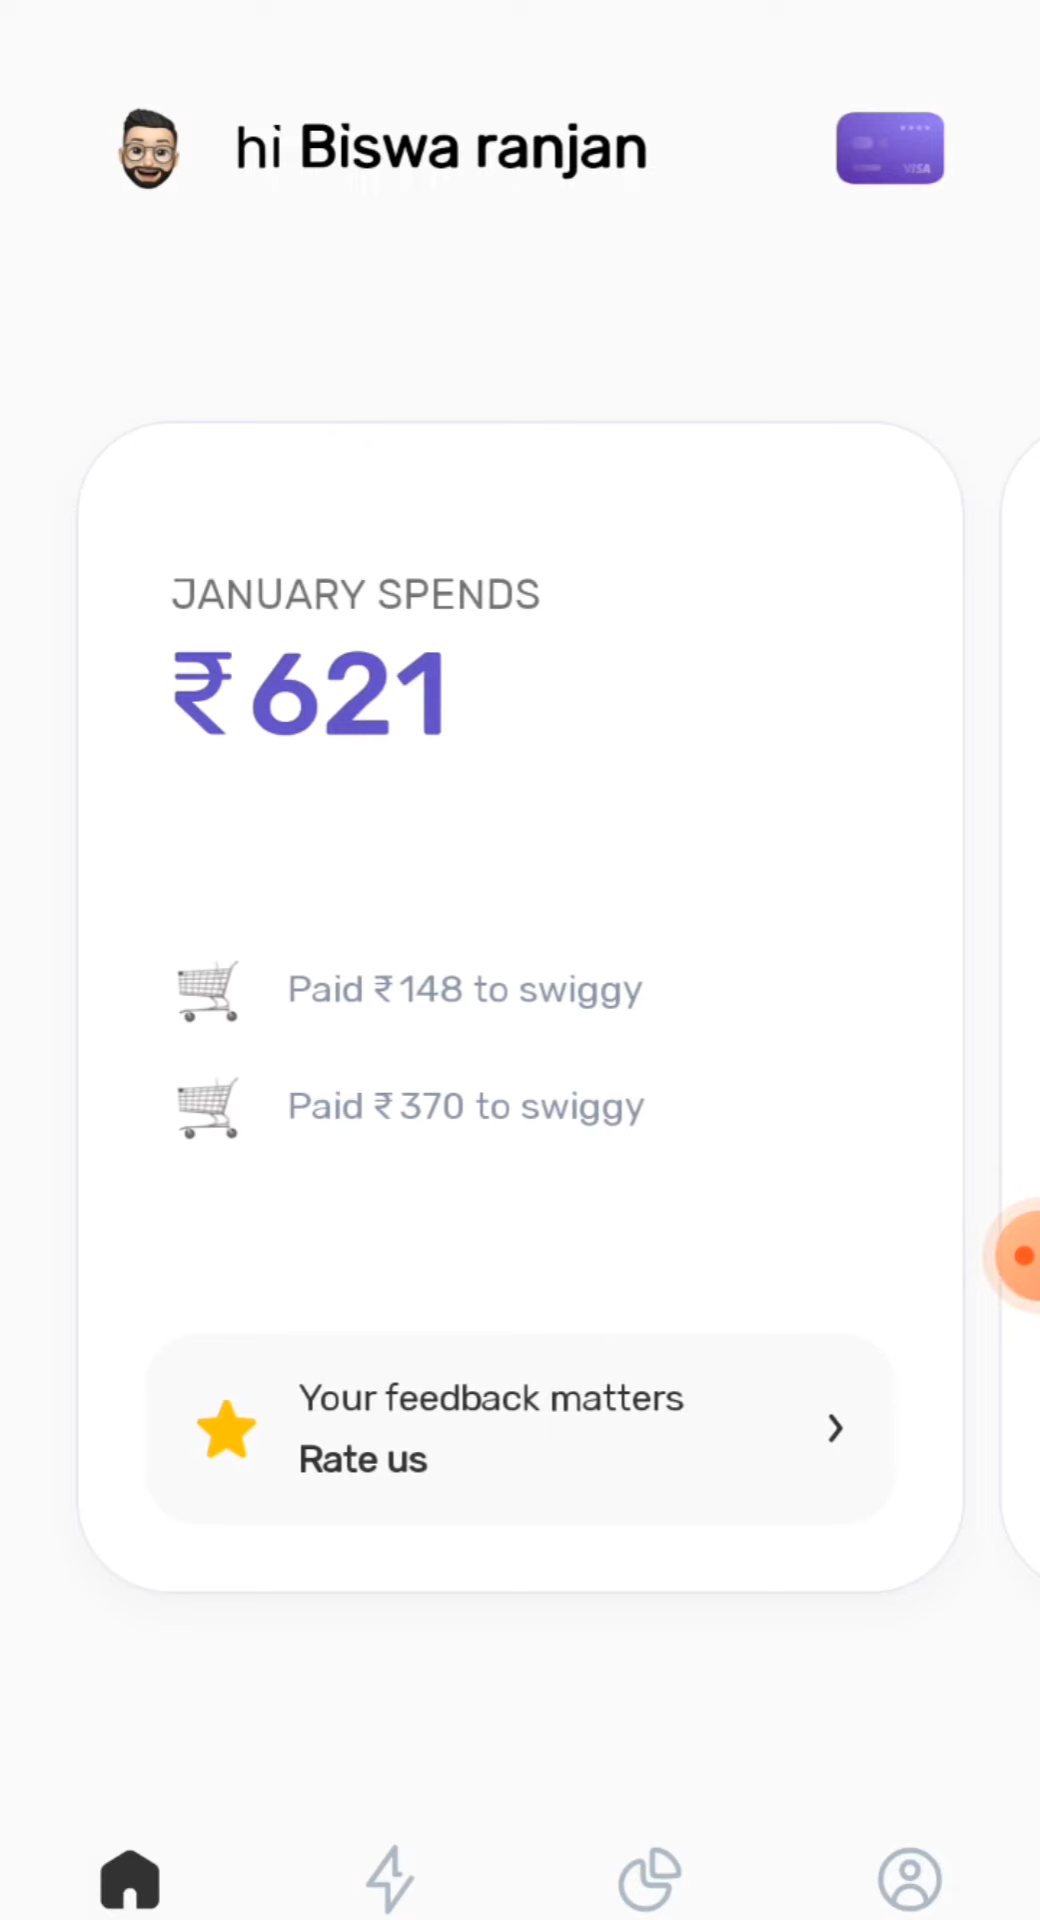 hi Biswa ranjan
VISA
JANUARY SPENDS
₹621
Paid ₹148 to swiggy
Paid ₹370 to swiggy
Your feedback matters
Rate us